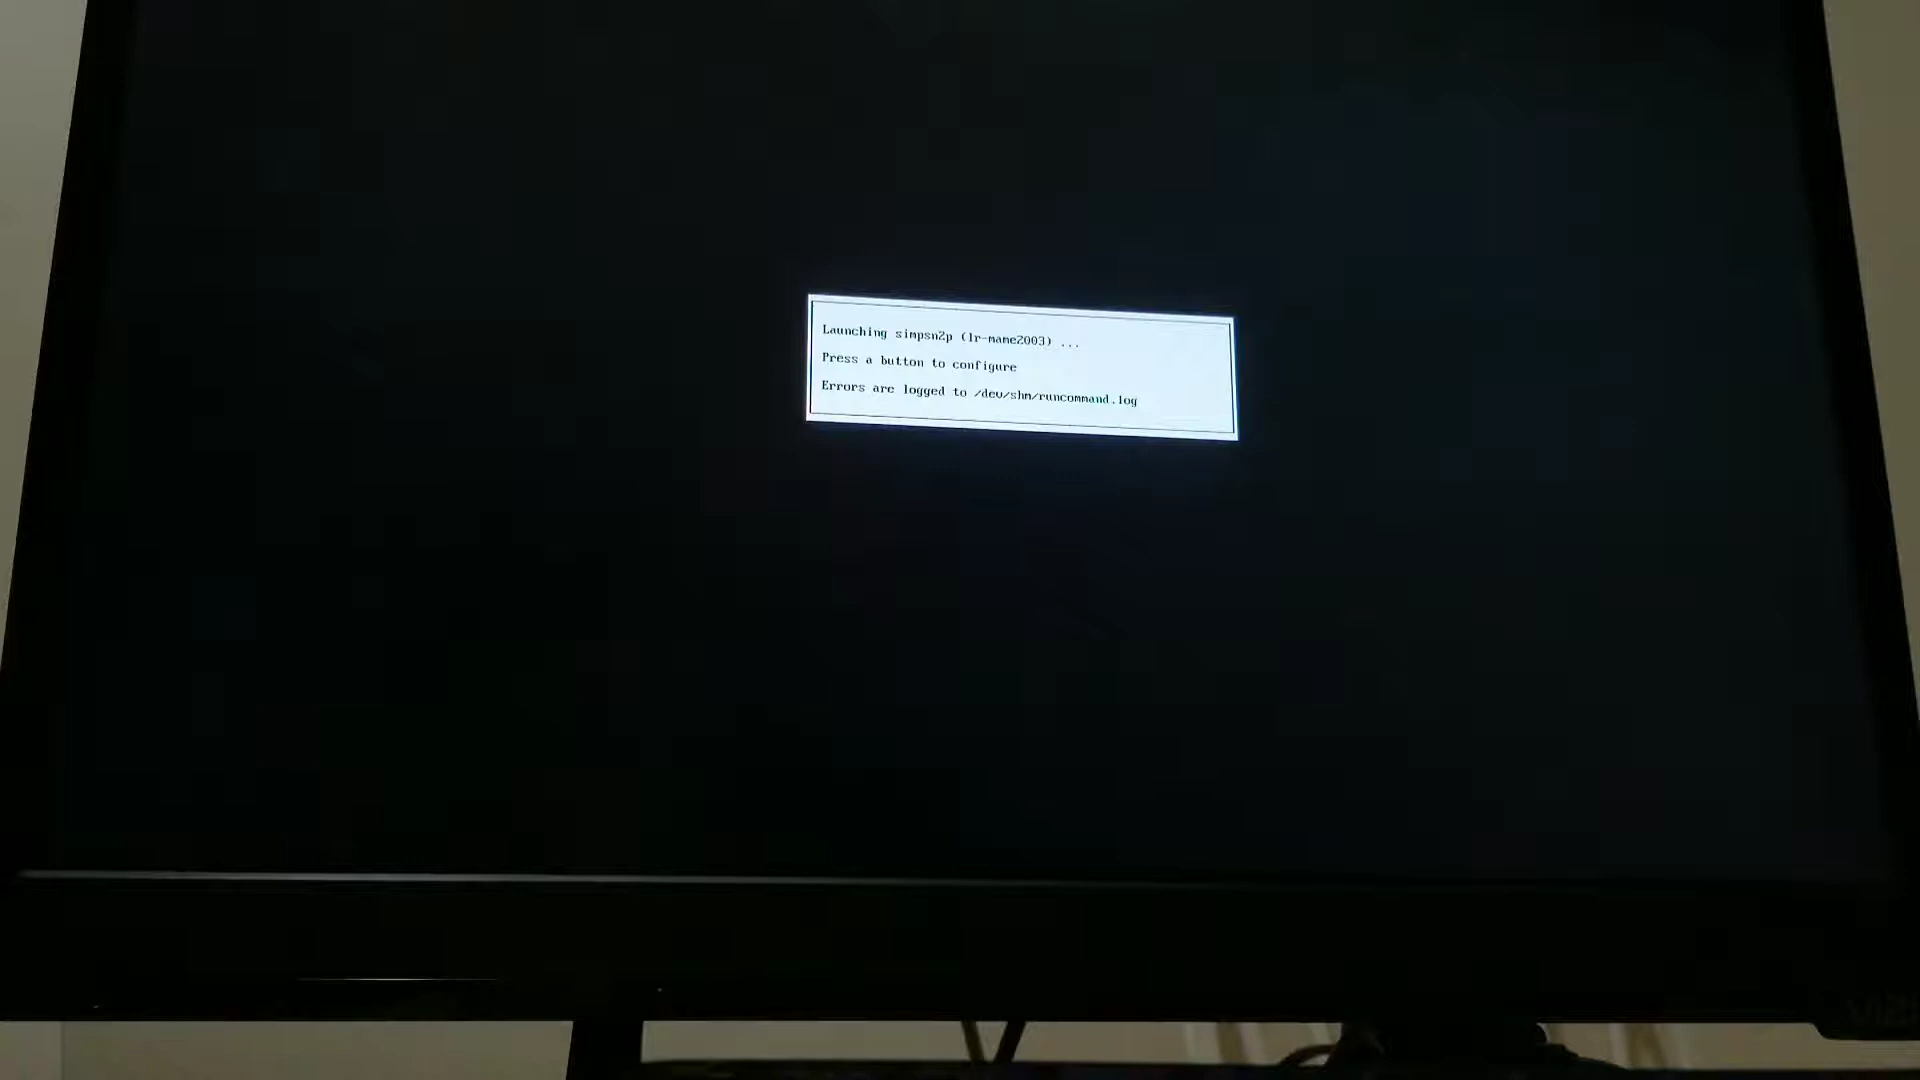 Launching simpsn2p (lr-mame2003) ...
Press a button to configure
Errors are logged to /dev/shm/runcommand.log